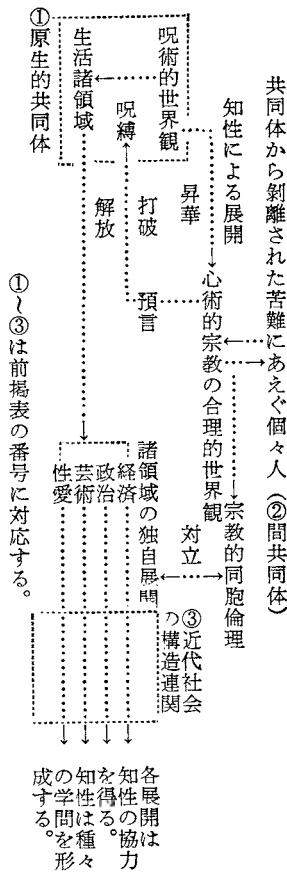 共同体から剝離された苦難にあえぐ個々人（②間共同体）
知性による展開
呪術的世界観
昇華
心術的宗教の合理的世界観
宗教的同胞倫理
呪縛
打破
預言
対立
生活諸領域
解放
諸領域の独自展開
経済
政治
芸術
性愛
③近代社会
の構造連関
①原生的共同体
各展開は
知性の協力
を得る。
知性は種々
の学問を形
成する。
①〜③は前掲表の番号に対応する。